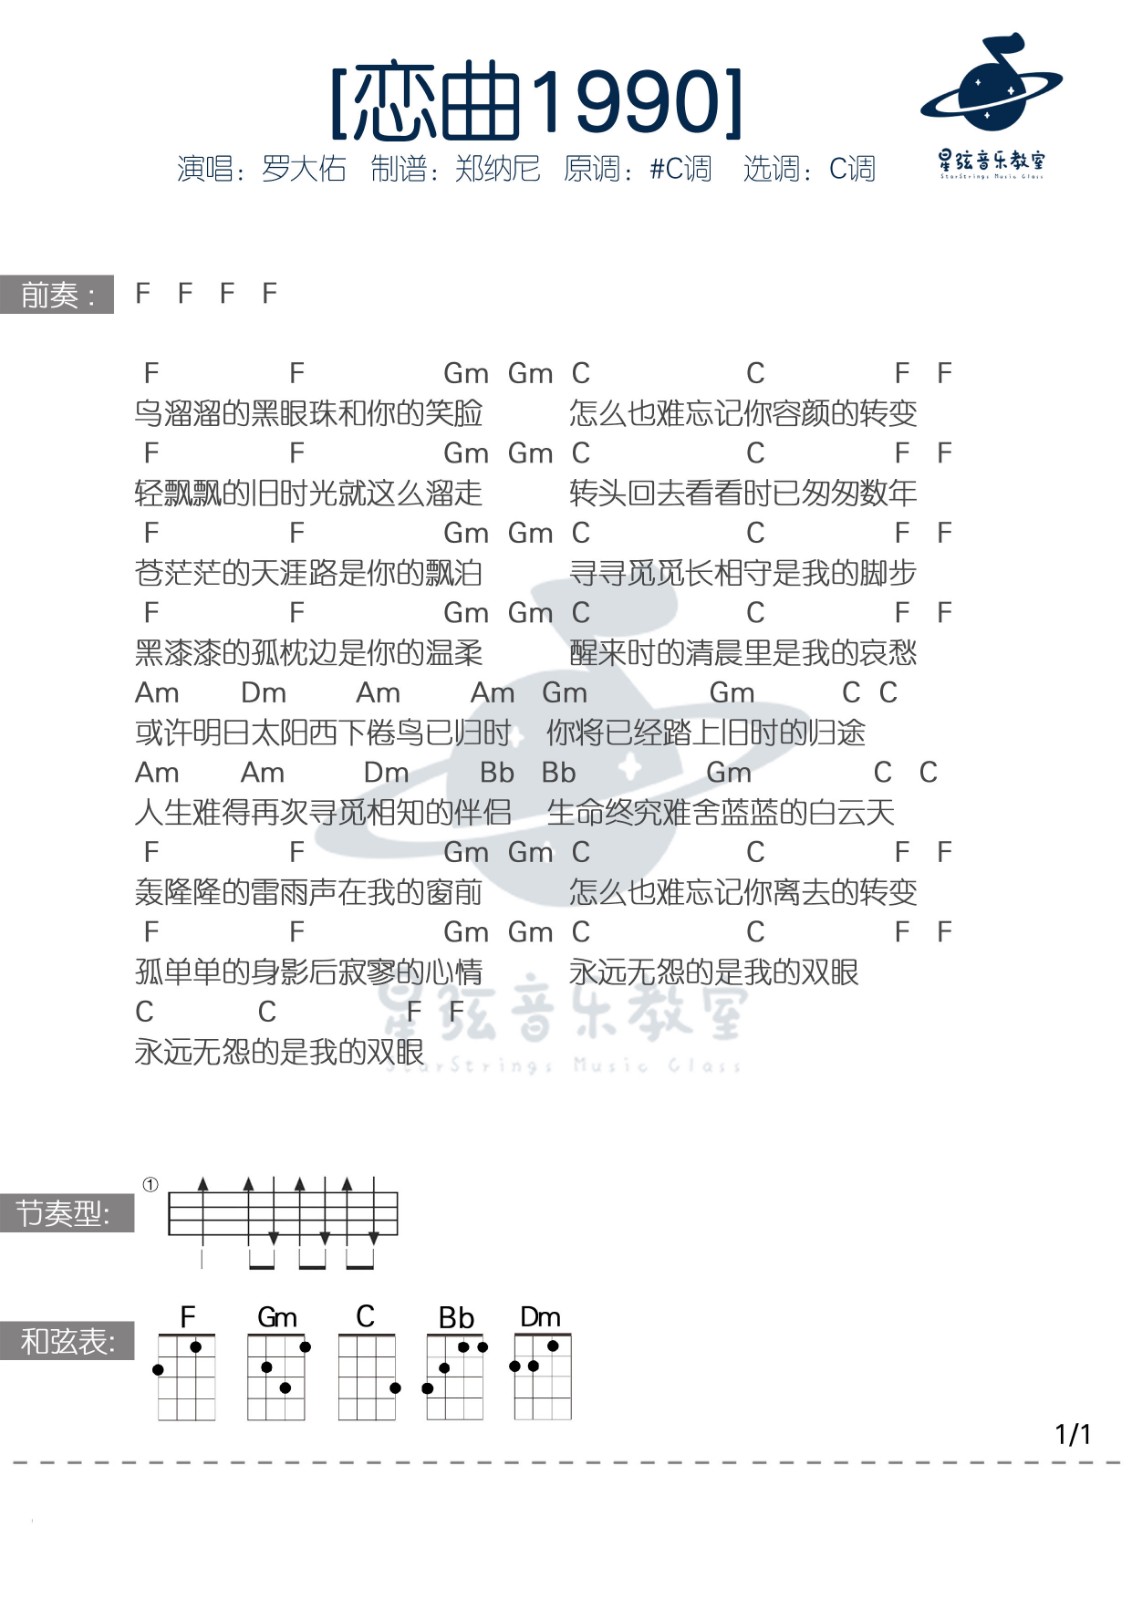 [恋曲1990]
演唱：罗大佑 制谱：郑纳尼 原调：#C调 选调：C调
星弦音乐教室
StarStrings Music Class
前奏： F F F F
F F Gm Gm C C F F
乌溜溜的黑眼珠和你的笑脸 怎么也难忘记你容颜的转变
F F Gm Gm C C F F
轻飘飘的旧时光就这么溜走 转头回去看看时已匆匆数年
F F Gm Gm C C F F
苍茫茫的天涯路是你的飘泊 寻寻觅觅长相守是我的脚步
F F Gm Gm C C F F
黑漆漆的孤枕边是你的温柔 醒来时的清晨里是我的哀愁
Am Dm Am Am Gm Gm C C
或许明日太阳西下倦鸟已归时 你将已经踏上旧时的归途
Am Am Dm Bb Bb Gm C C
人生难得再次寻觅相知的伴侣 生命终究难舍蓝蓝的白云天
F F Gm Gm C C F F
轰隆隆的雷雨声在我的窗前 怎么也难忘记你离去的转变
F F Gm Gm C C F F
孤单单的身影后寂寥的心情 永远无怨的是我的双眼
C C F F
永远无怨的是我的双眼
星弦音乐教室
StarStrings Music Class
①
节奏型:
和弦表: F Gm C Bb Dm
1/1